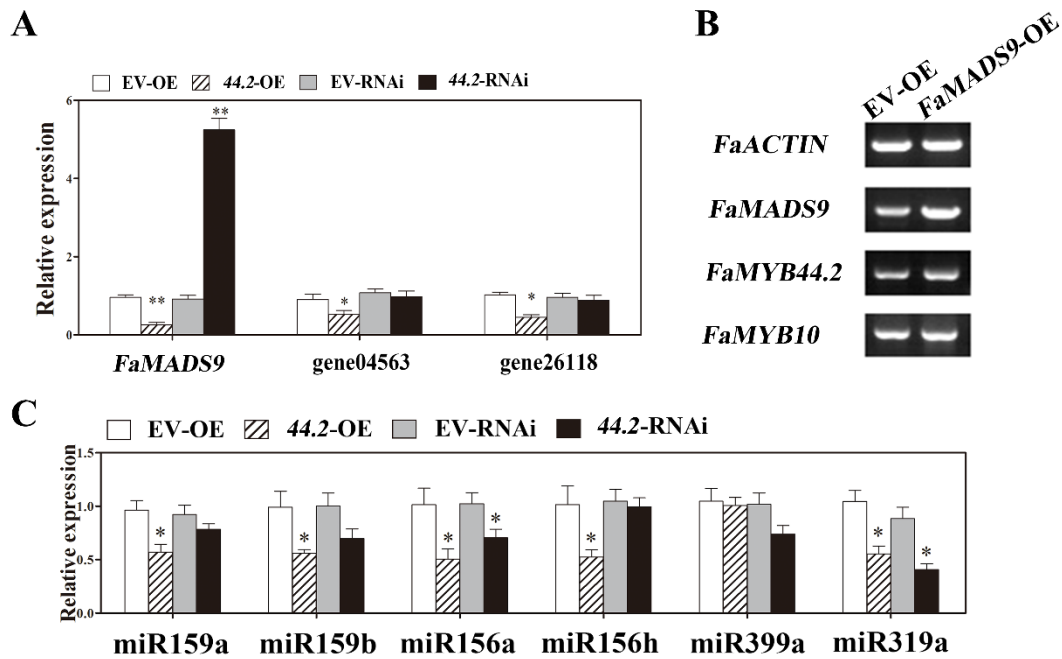 A
EV-OE 44.2-OE EV-RNAi 44.2-RNAi
Relative expression
6
4
2
0
**
**
*
*
FaMADS9 gene04563 gene26118
B
EV-OE FaMADS9-OE
FaACTIN
FaMADS9
FaMYB44.2
FaMYB10
C
EV-OE 44.2-OE EV-RNAi 44.2-RNAi
Relative expression
1.5
1.0
0.5
0.0
* * * * * * *
miR159a miR159b miR156a miR156h miR399a miR319a